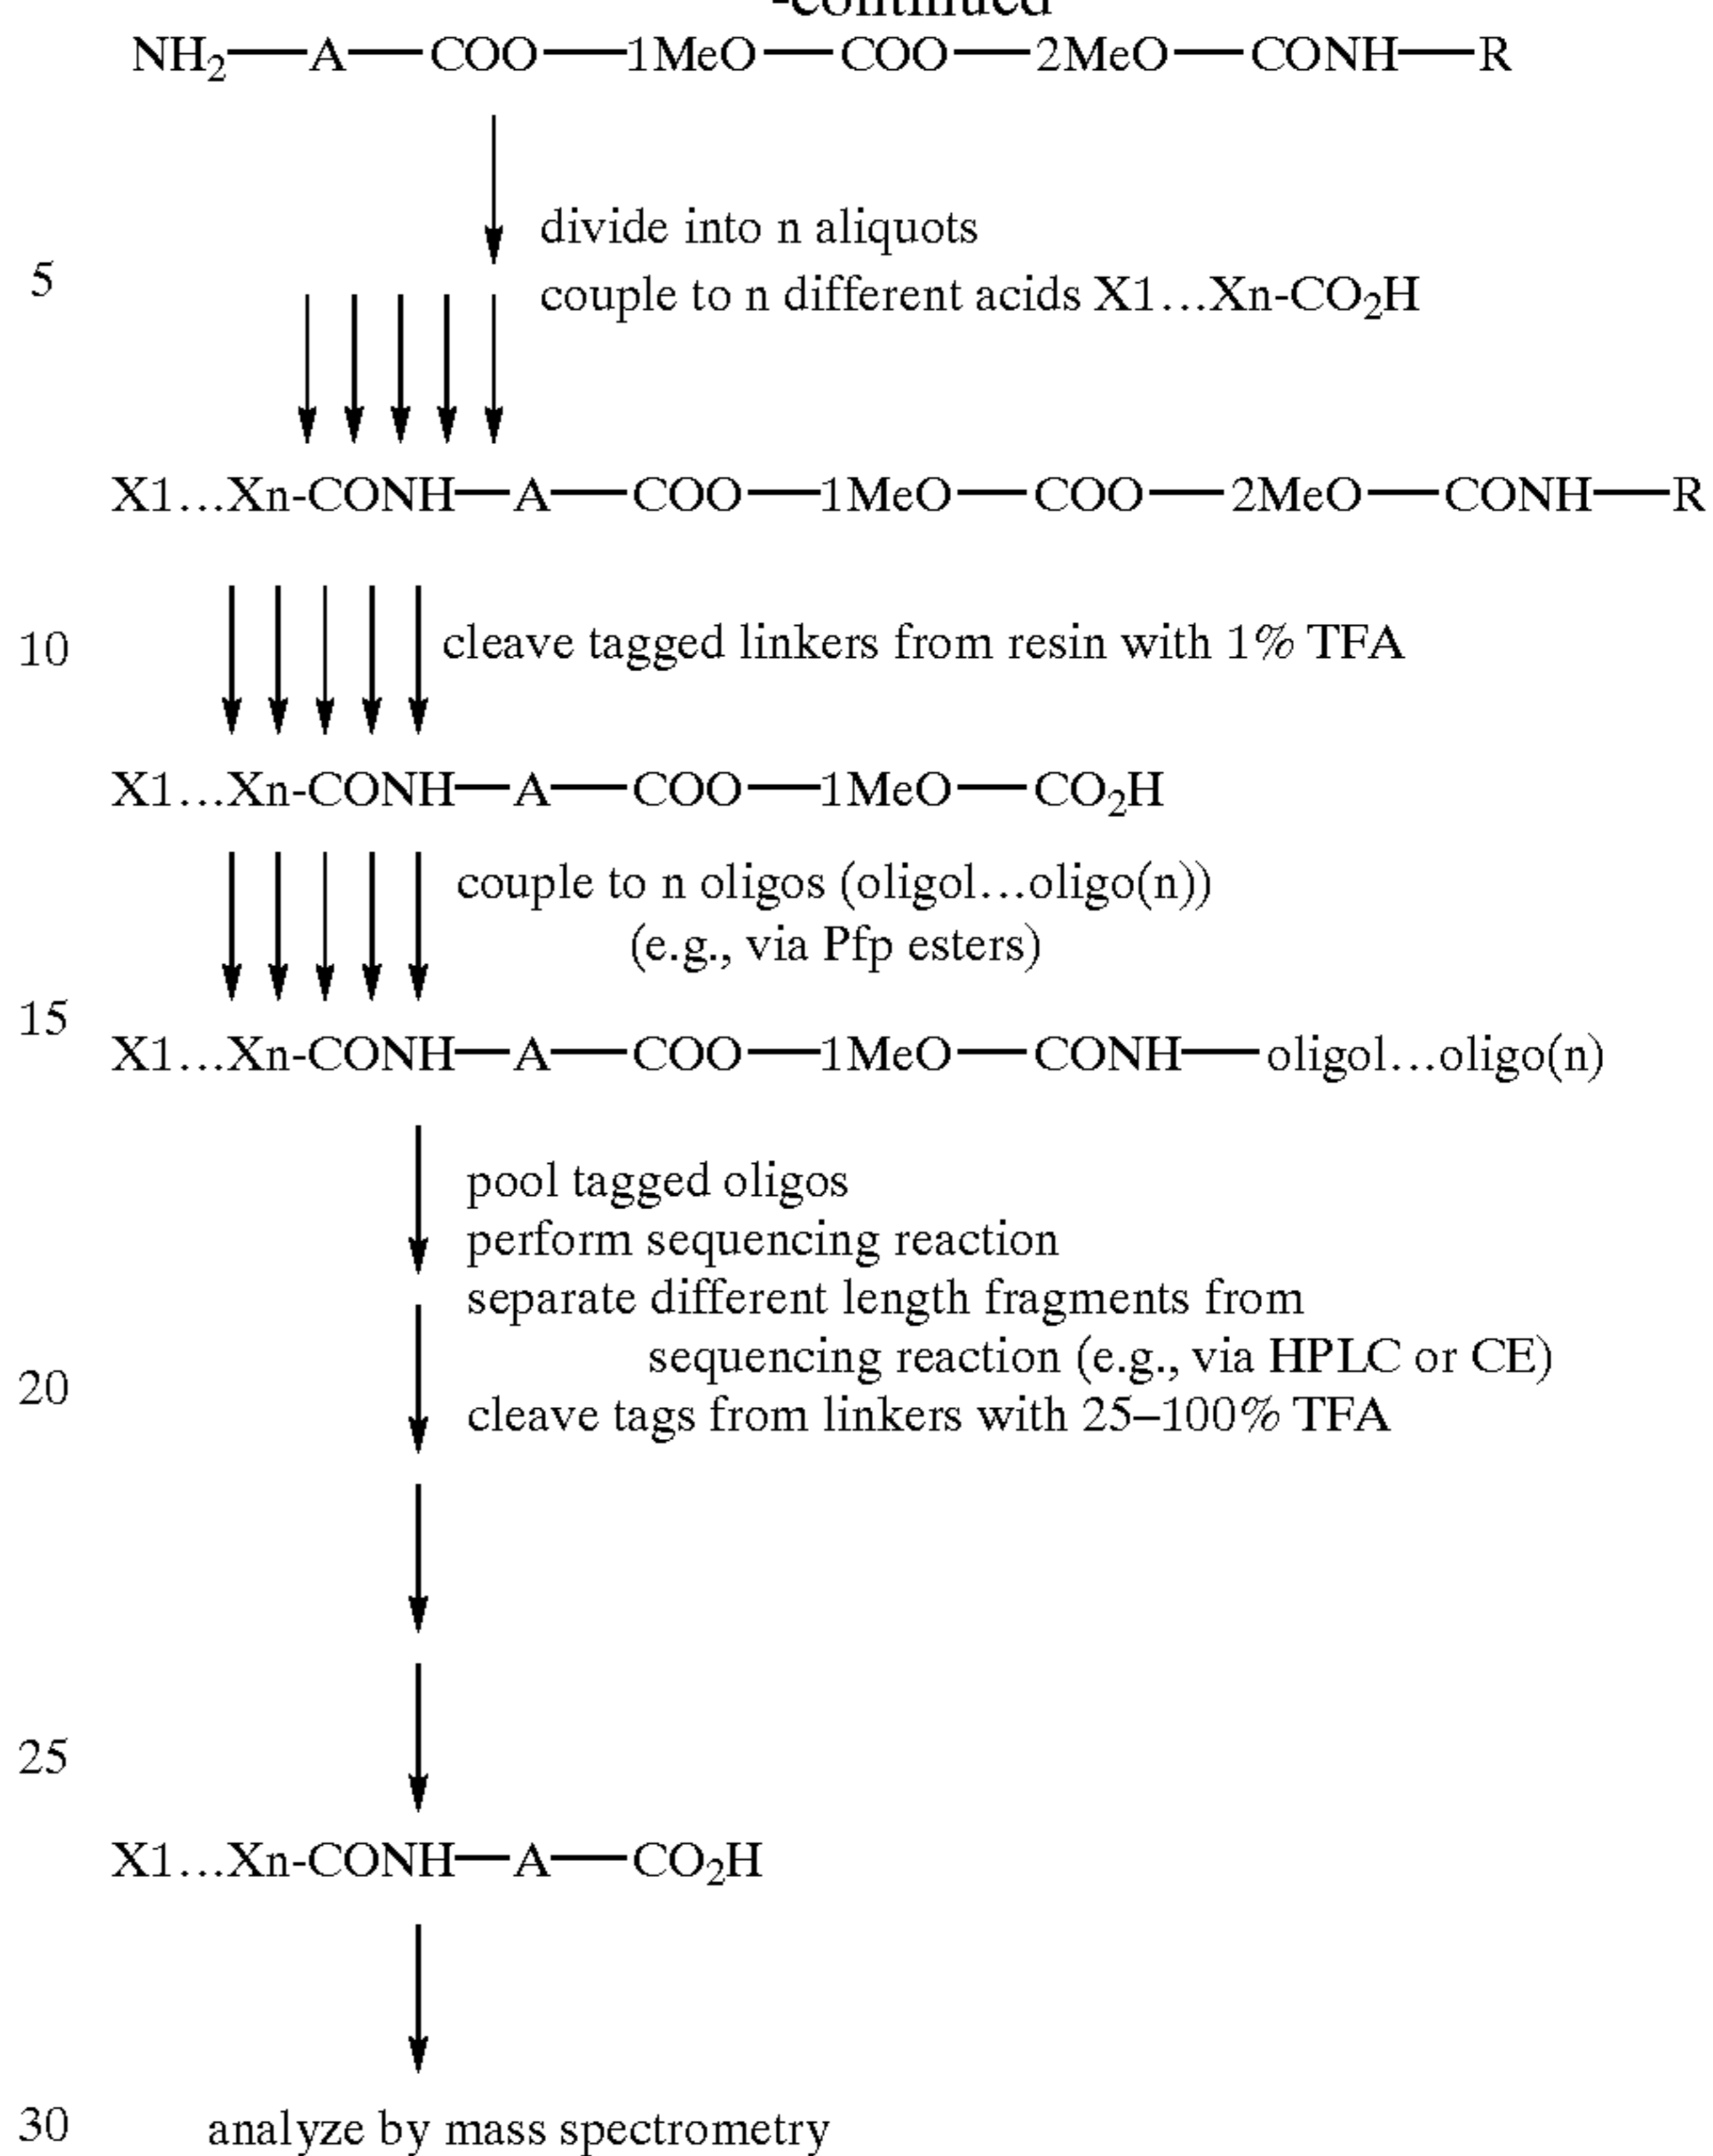 -continued
NH₂—A—COO—1MeO—COO—2MeO—CONH—R
divide into n aliquots
5
couple to n different acids X1...Xn-CO₂H
X1...Xn-CONH—A—COO—1MeO—COO—2MeO—CONH—R
10 cleave tagged linkers from resin with 1% TFA
X1...Xn-CONH—A—COO—1MeO—CO₂H
couple to n oligos (oligol...oligo(n))
(e.g., via Pfp esters)
15
X1...Xn-CONH—A—COO—1MeO—CONH—oligol...oligo(n)
pool tagged oligos
perform sequencing reaction
separate different length fragments from
sequencing reaction (e.g., via HPLC or CE)
20
cleave tags from linkers with 25–100% TFA
25
X1...Xn-CONH—A—CO₂H
30 analyze by mass spectrometry